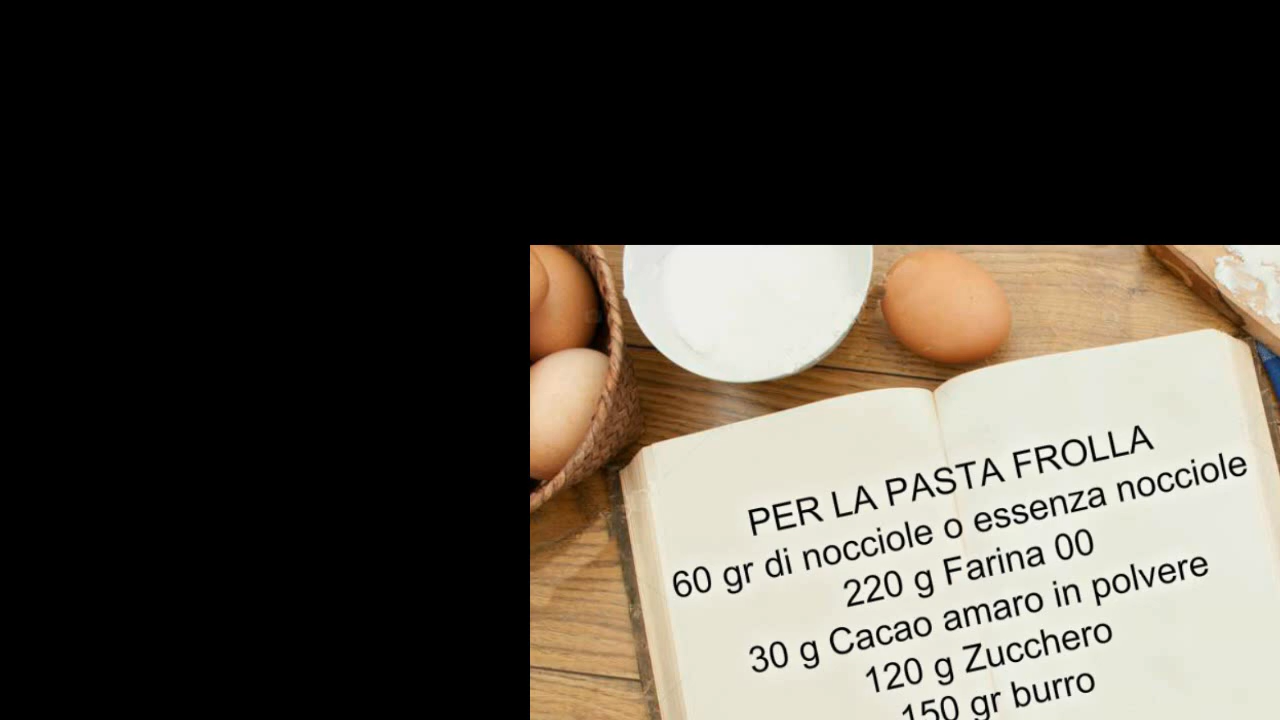 PER LA PASTA FROLLA
60 gr di nocciole o essenza nocciole
220 g Farina 00
30 g Cacao amaro in polvere
120 g Zucchero
150 gr burro